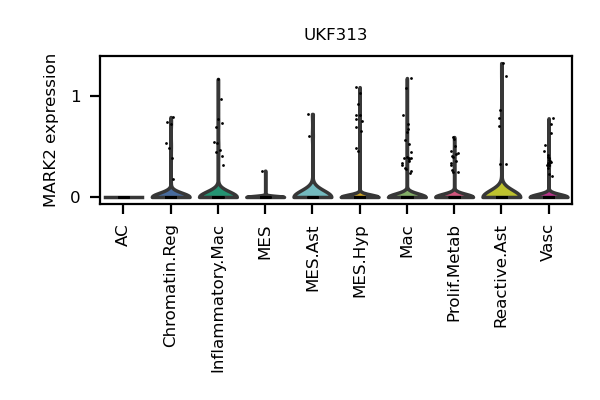 UKF313
MARK2 expression
1
0
AC
Chromatin.Reg
Inflammatory.Mac
MES
MES.Ast
MES.Hyp
Mac
Prolif.Metab
Reactive.Ast
Vasc